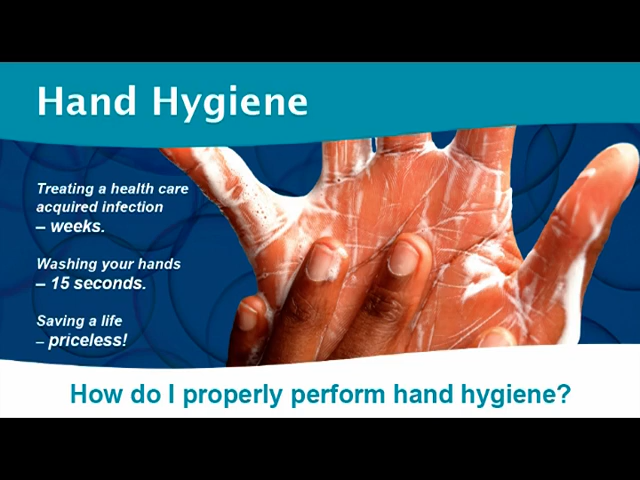 Hand Hygiene
Treating a health care
acquired infection
– weeks.
Washing your hands
– 15 seconds.
Saving a life
– priceless!
How do I properly perform hand hygiene?